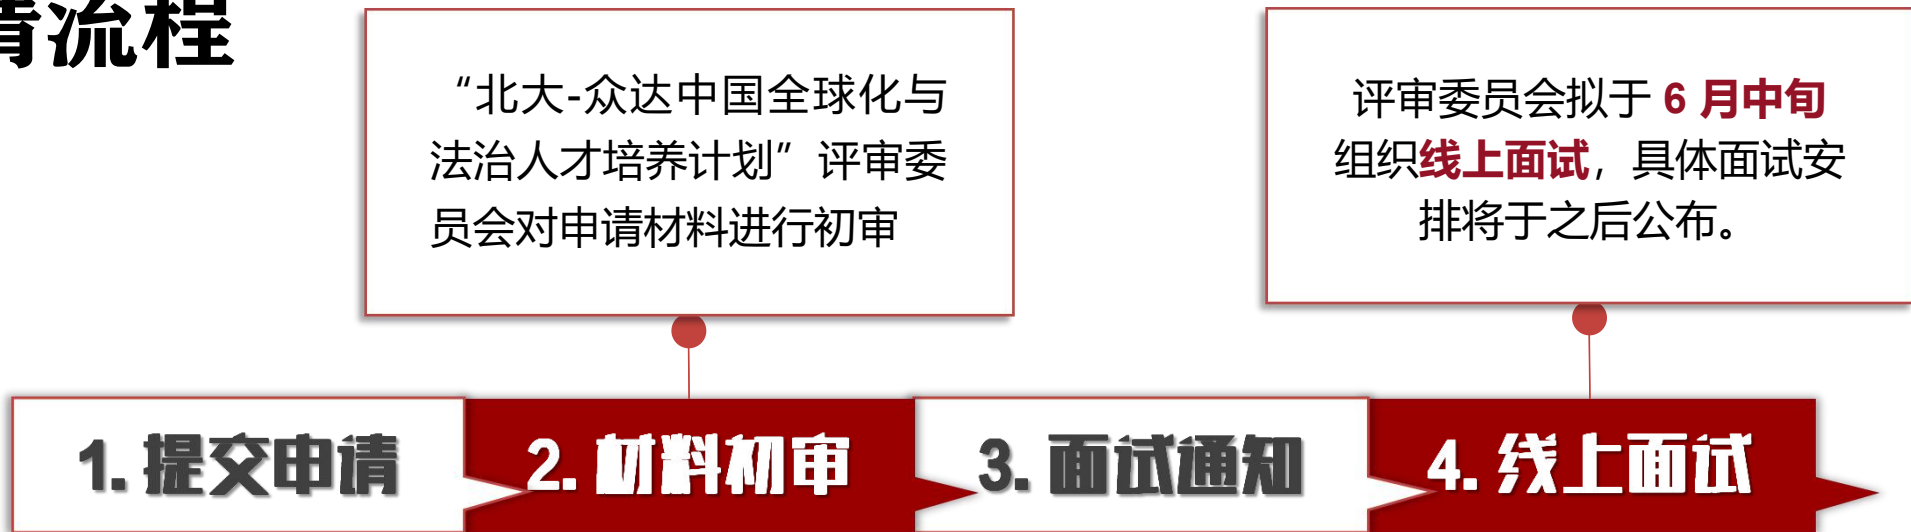 请流程
“北大-众达中国全球化与
法治人才培养计划”评审委
员会对申请材料进行初审
评审委员会拟于 6 月中旬
组织线上面试，具体面试安
排将于之后公布。
1. 提交申请
2. 材料初审
3. 面试通知
4. 线上面试